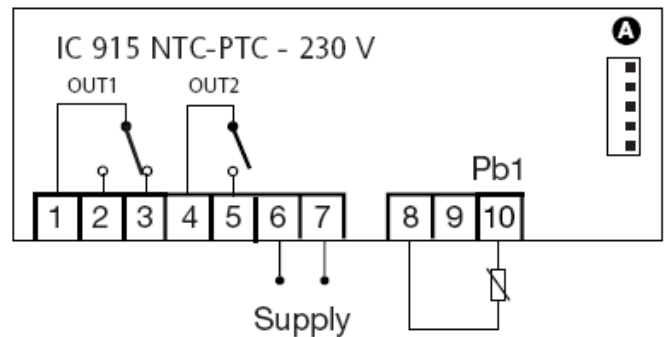 A
IC 915 NTC-PTC - 230 V
OUT1 OUT2
Pb1
1 2 3 4 5 6 7 8 9 10
Supply